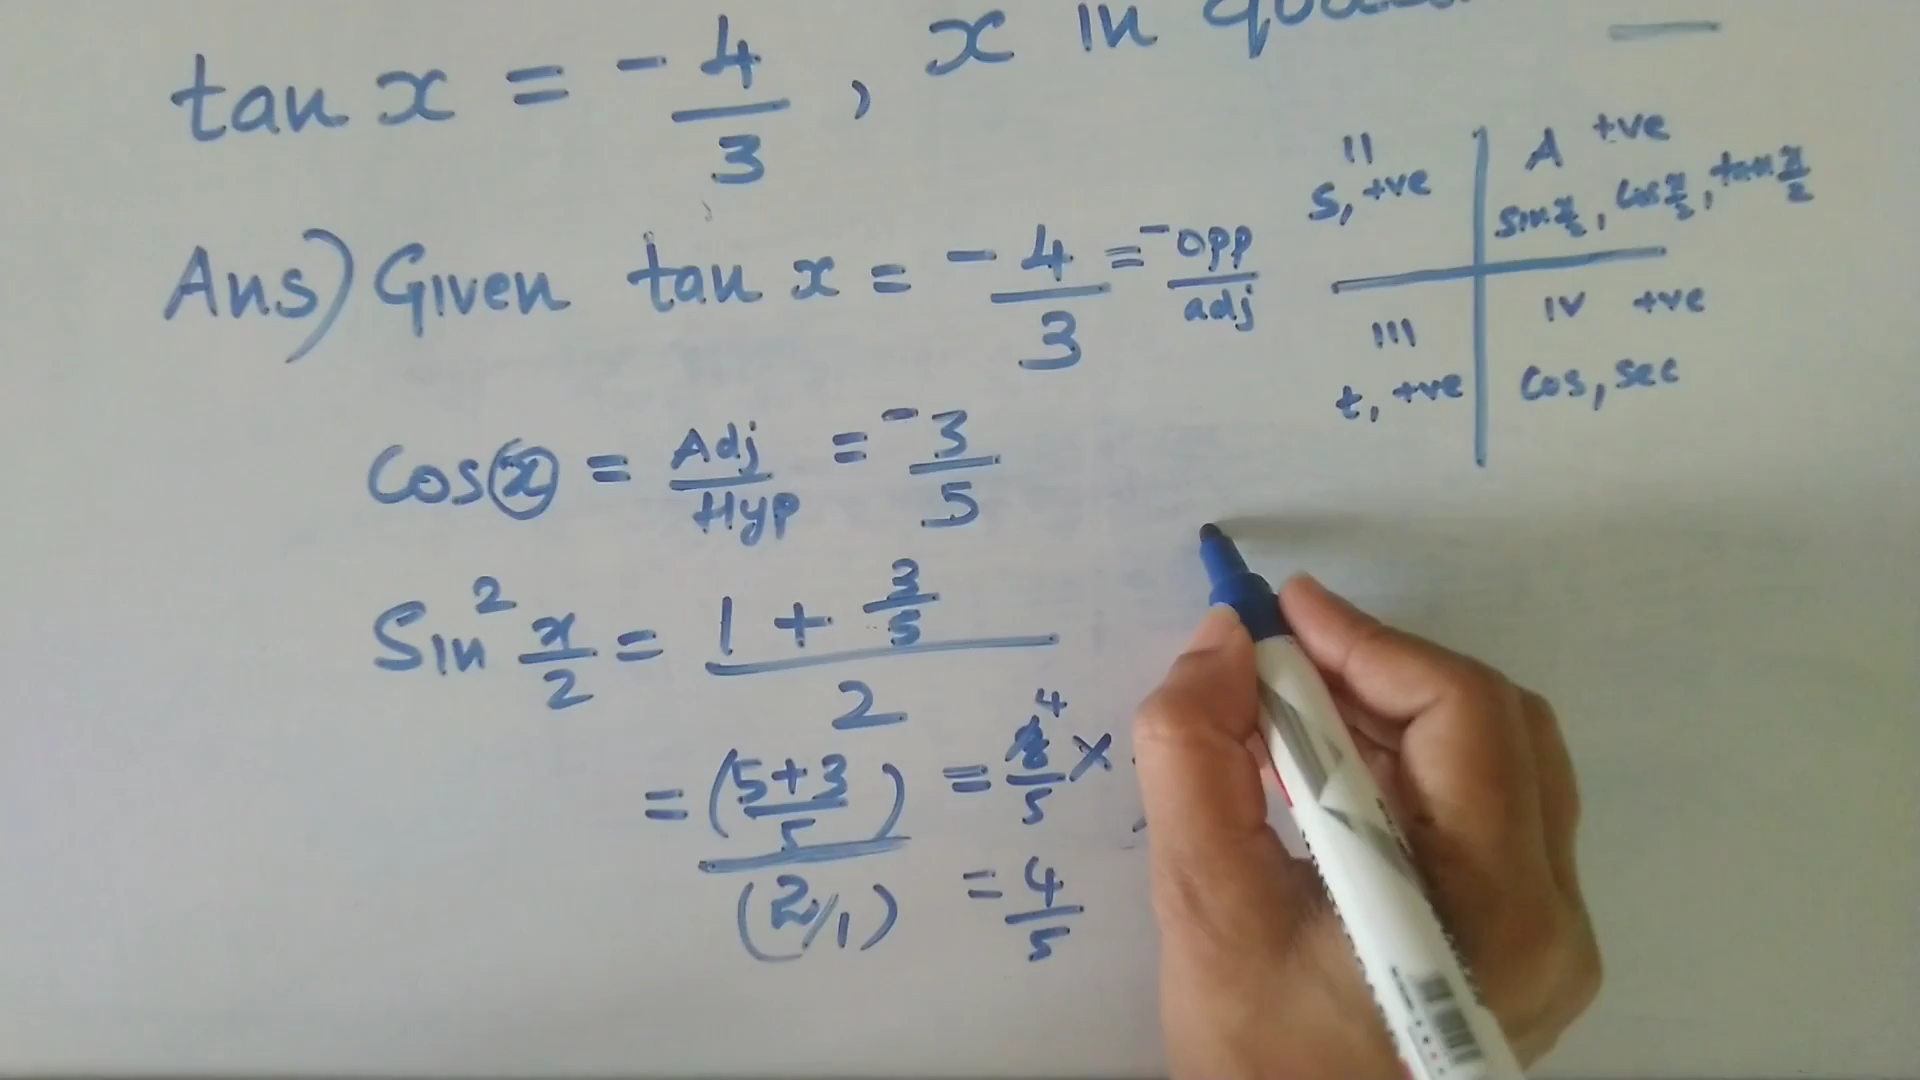 tan x = - 4/3 , x in
Ans) Given tan x = - 4/3 = - opp/adj
II S, +ve
A +ve
sin x/2, cos x/2, tan x/2
III t, +ve
IV +ve
cos, sec
Cos x = Adj/Hyp = - 3/5
Sin² x/2 = (1 + 3/5)/2
= (5+3/5)/(2/1) = 8/5 4 ×
= 4/5